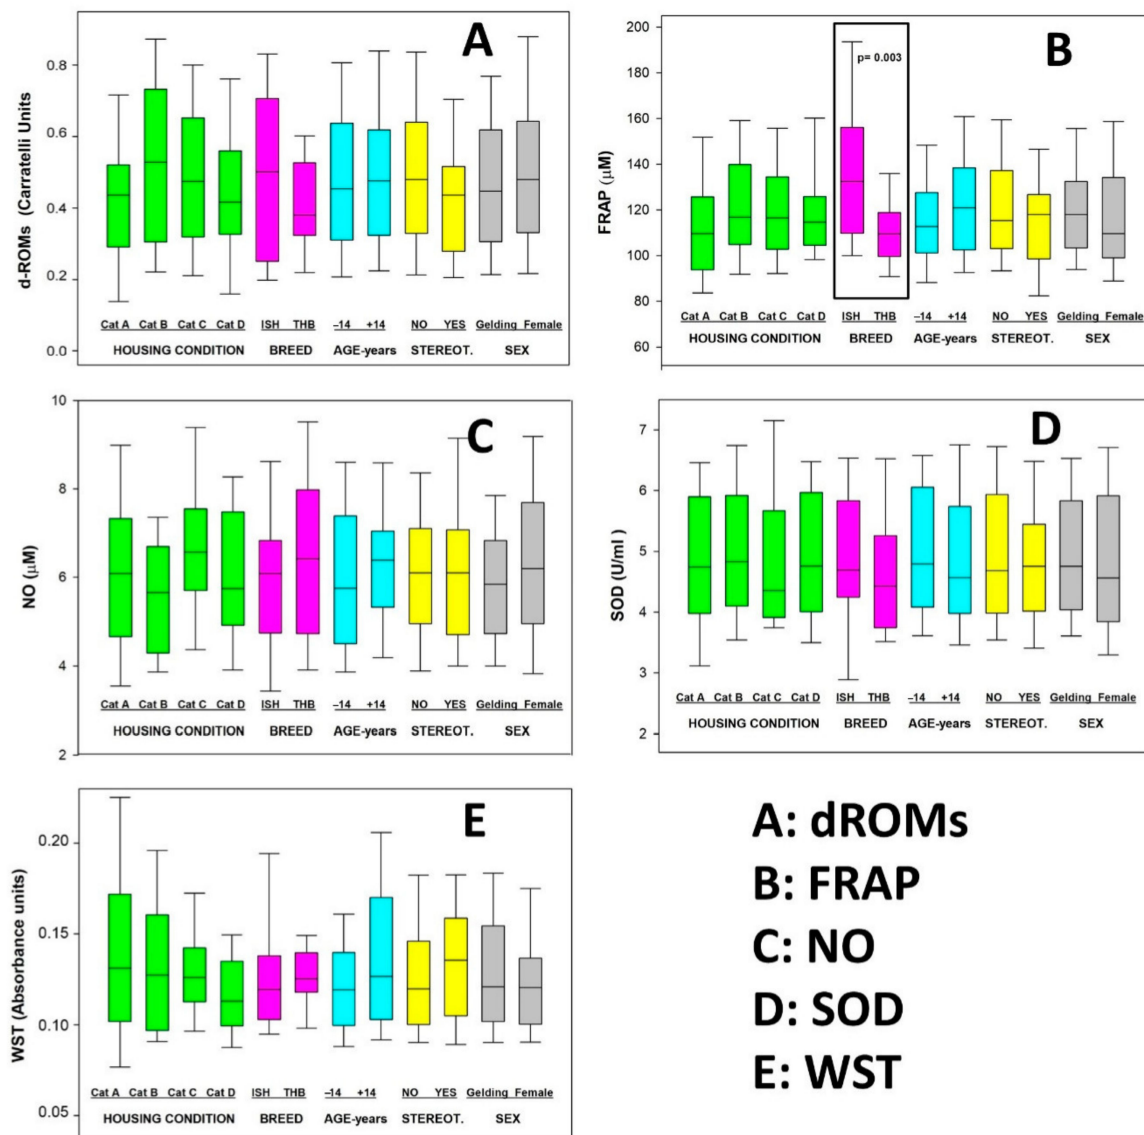 A
d-ROMs (Carratelli Units
0.8
0.6
0.4
0.2
0.0
Cat A Cat B Cat C Cat D ISH THB –14 +14 NO YES Gelding Female
HOUSING CONDITION BREED AGE-years STEREOT. SEX
B
p= 0.003
FRAP (μM)
200
180
160
140
120
100
80
60
Cat A Cat B Cat C Cat D ISH THB –14 +14 NO YES Gelding Female
HOUSING CONDITION BREED AGE-years STEREOT. SEX
C
NO (μM)
10
8
6
4
2
Cat A Cat B Cat C Cat D ISH THB –14 +14 NO YES Gelding Female
HOUSING CONDITION BREED AGE-years STEREOT. SEX
D
SOD (U/ml )
7
6
5
4
3
2
Cat A Cat B Cat C Cat D ISH THB –14 +14 NO YES Gelding Female
HOUSING CONDITION BREED AGE-years STEREOT. SEX
E
WST (Absorbance units)
0.20
0.15
0.10
0.05
Cat A Cat B Cat C Cat D ISH THB –14 +14 NO YES Gelding Female
HOUSING CONDITION BREED AGE-years STEREOT. SEX
A: dROMs
B: FRAP
C: NO
D: SOD
E: WST